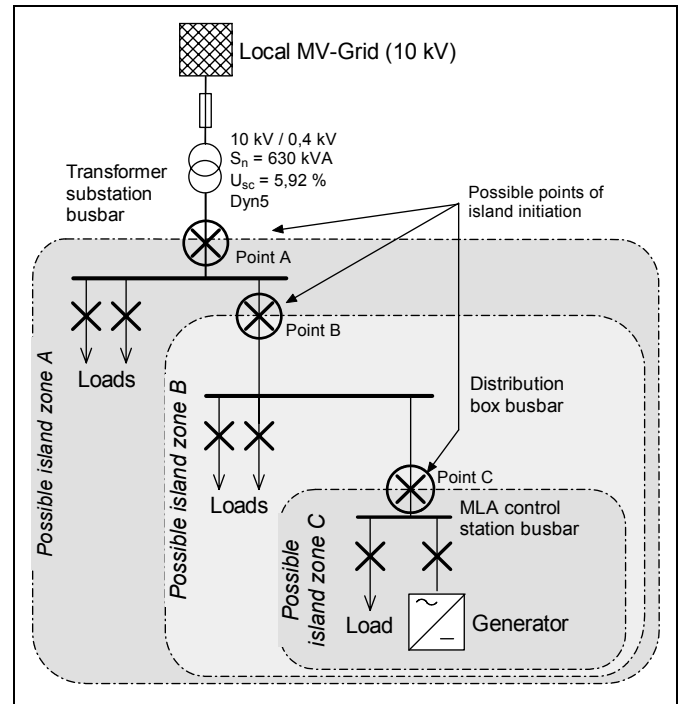 Local MV-Grid (10 kV)
10 kV / 0,4 kV
Sn = 630 kVA
Usc = 5,92 %
Dyn5
Transformer
substation
busbar
Possible points of
island initiation
Point A
Point B
Loads
Possible island zone A
Possible island zone B
Distribution
box busbar
Loads
Point C
MLA control
station busbar
Possible
island zone C
Load
Generator